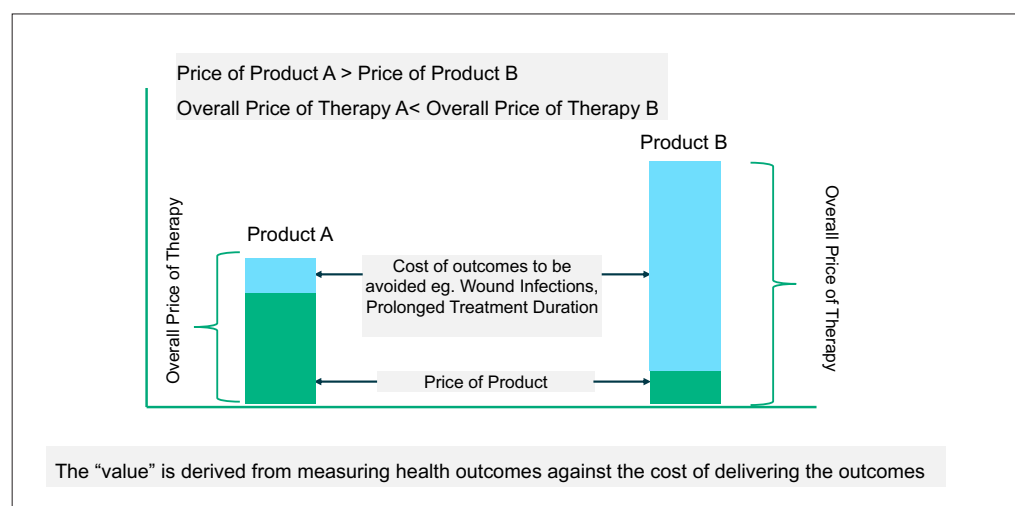 Price of Product A > Price of Product B
Overall Price of Therapy A< Overall Price of Therapy B
Product B
Product A
Overall Price of Therapy
Cost of outcomes to be
avoided eg. Wound Infections,
Prolonged Treatment Duration
Overall Price of Therapy
Price of Product
The “value” is derived from measuring health outcomes against the cost of delivering the outcomes